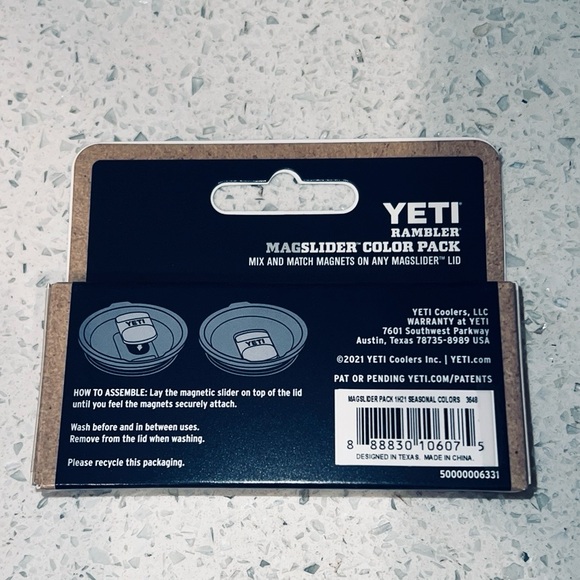 YETI
RAMBLER
MAGSLIDER™ COLOR PACK
MIX AND MATCH MAGNETS ON ANY MAGSLIDER™ LID
YETI
YETI
HOW TO ASSEMBLE: Lay the magnetic slider on top of the lid
until you feel the magnets securely attach.
Wash before and in between uses.
Remove from the lid when washing.
Please recycle this packaging.
YETI Coolers, LLC
WARRANTY at YETI
7601 Southwest Parkway
Austin, Texas 78735-8989 USA
©2021 YETI Coolers Inc. | YETI.com
PAT OR PENDING YETI.COM/PATENTS
MAGSLIDER PACK 1H21 SEASONAL COLORS 3648
8 88830 10607 5
DESIGNED IN TEXAS. MADE IN CHINA.
50000006331